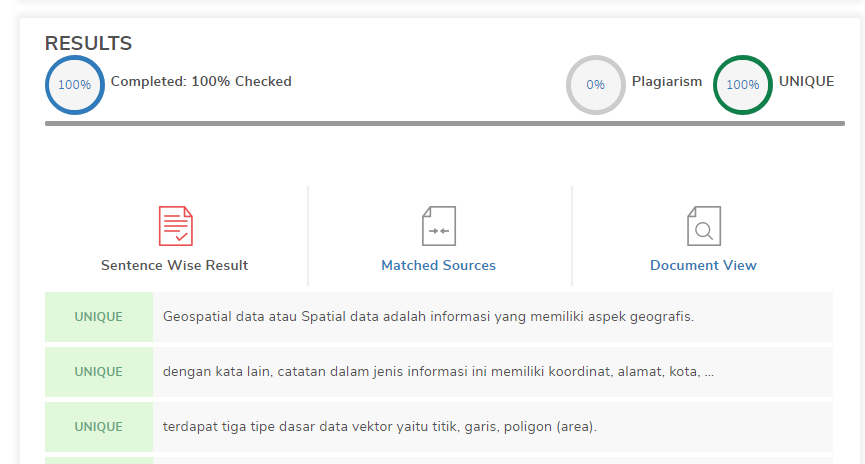 RESULTS
100% Completed: 100% Checked 0% Plagiarism 100% UNIQUE
Sentence Wise Result Matched Sources Document View
UNIQUE Geospatial data atau Spatial data adalah informasi yang memiliki aspek geografis.
UNIQUE dengan kata lain, catatan dalam jenis informasi ini memiliki koordinat, alamat, kota, ...
UNIQUE terdapat tiga tipe dasar data vektor yaitu titik, garis, poligon (area).